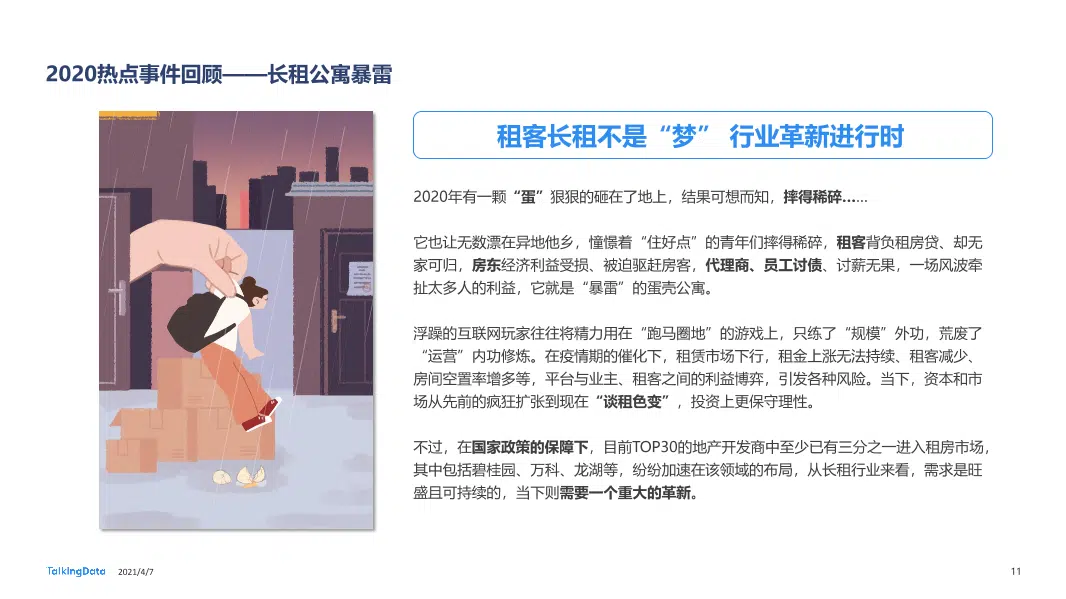 2020热点事件回顾——长租公寓暴雷
租客长租不是“梦” 行业革新进行时
2020年有一颗“蛋”狠狠的砸在了地上，结果可想而知，摔得稀碎……
它也让无数漂在异地他乡，憧憬着“住好点”的青年们摔得稀碎，租客背负租房贷、却无
家可归，房东经济利益受损、被迫驱赶房客，代理商、员工讨债、讨薪无果，一场风波牵
扯太多人的利益，它就是“暴雷”的蛋壳公寓。
浮躁的互联网玩家往往将精力用在“跑马圈地”的游戏上，只练了“规模”外功，荒废了
“运营”内功修炼。在疫情期的催化下，租赁市场下行，租金上涨无法持续、租客减少、
房间空置率增多等，平台与业主、租客之间的利益博弈，引发各种风险。当下，资本和市
场从先前的疯狂扩张到现在“谈租色变”，投资上更保守理性。
不过，在国家政策的保障下，目前TOP30的地产开发商中至少已有三分之一进入租房市场，
其中包括碧桂园、万科、龙湖等，纷纷加速在该领域的布局，从长租行业来看，需求是旺
盛且可持续的，当下则需要一个重大的革新。
TalkingData 2021/4/7
11